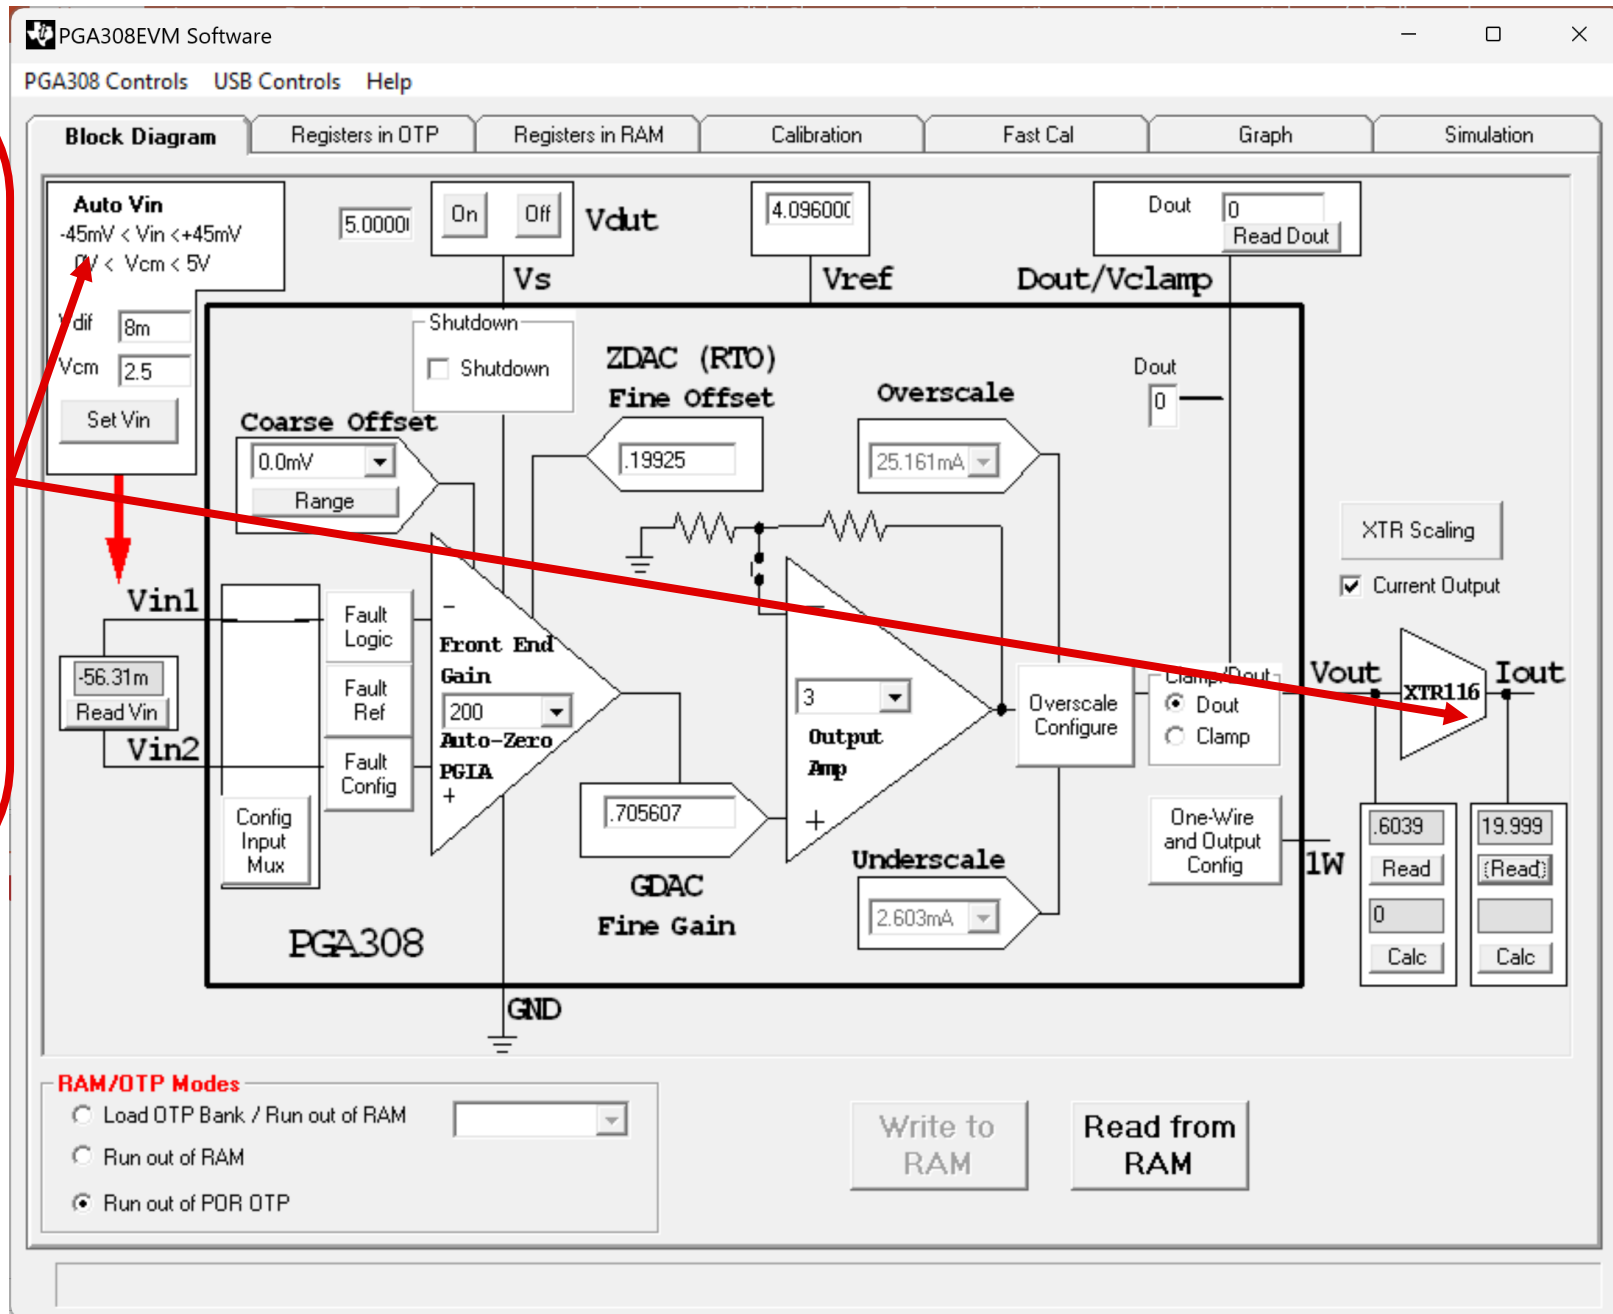 PGA308EVM Software
PGA308 Controls USB Controls Help
Block Diagram Registers in OTP Registers in RAM Calibration Fast Cal Graph Simulation
Auto Vin
-45mV < Vin <+45mV
0V < Vcm < 5V
Vdif 8m
Vcm 2.5
Set Vin
5.0000
On Off Vdut
Vs
4.096000
Vref
Dout 0
Read Dout
Dout/Vclamp
Shutdown
Shutdown
ZDAC (RTO)
Fine Offset
.19925
Overscale
25.161mA
Dout
0
Coarse Offset
0.0mV
Range
XTR Scaling
Current Output
Vin1
-56.31m
Read Vin
Vin2
Fault
Logic
Fault
Ref
Fault
Config
Config
Input
Mux
-
Front End
Gain
200
Auto-Zero
PGIA
+
3
Output
Amp
+
Overscale
Configure
Clamp/Dout
Dout
Clamp
Vout
XTR116
Iout
.705607
GDAC
Fine Gain
Underscale
2.603mA
One-Wire
and Output
Config
1W
.6039
Read
0
Calc
19.999
(Read)
Calc
PGA308
GND
RAM/OTP Modes
Load OTP Bank / Run out of RAM
Run out of RAM
Run out of POR OTP
Write to
RAM
Read from
RAM